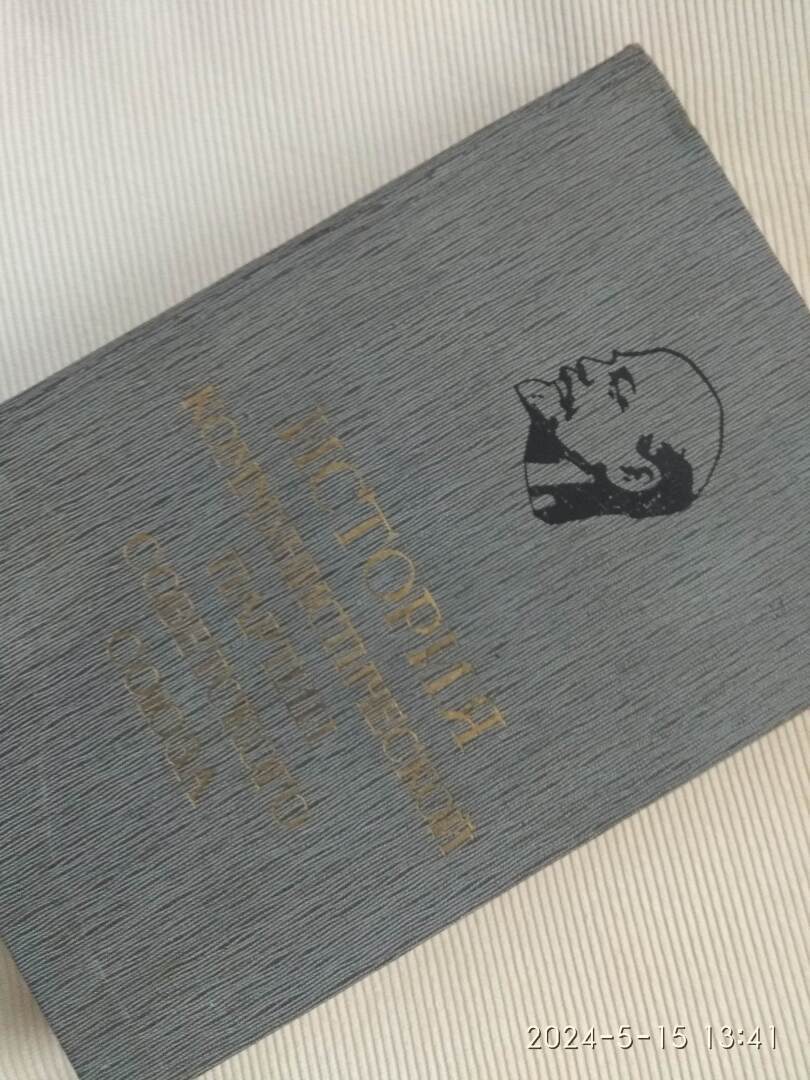 ИСТОРИЯ
КОММУНИСТИЧЕСКОЙ
ПАРТИИ
СОВЕТСКОГО
СОЮЗА
2024-5-15 13:41